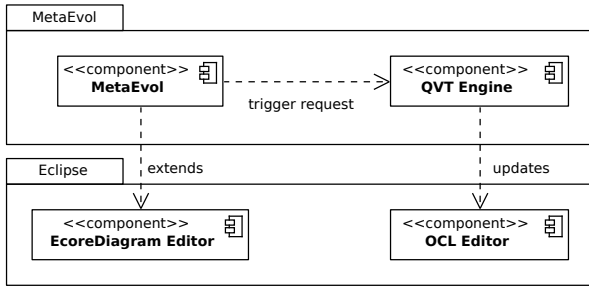 MetaEvol
<<component>>
MetaEvol
<<component>>
QVT Engine
trigger request
Eclipse
extends
updates
<<component>>
EcoreDiagram Editor
<<component>>
OCL Editor